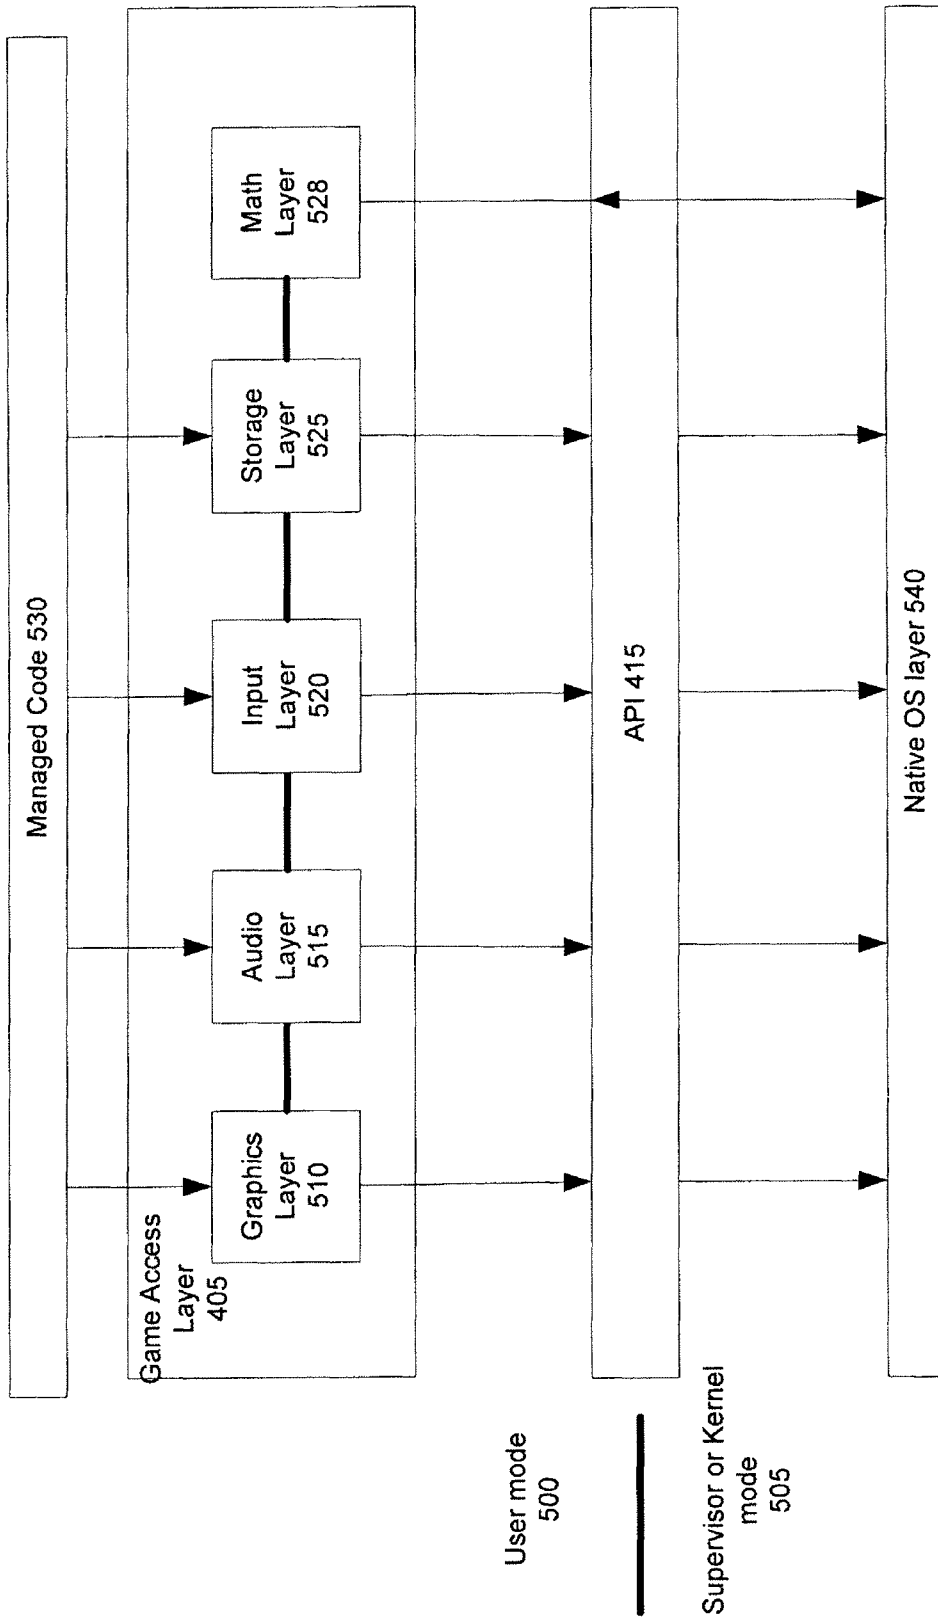 Managed Code 530
Game Access
Layer
405
Graphics
Layer
510
Audio
Layer
515
Input
Layer
520
Storage
Layer
525
Math
Layer
528
User mode
500
API 415
Supervisor or Kernel
mode
505
Native OS layer 540